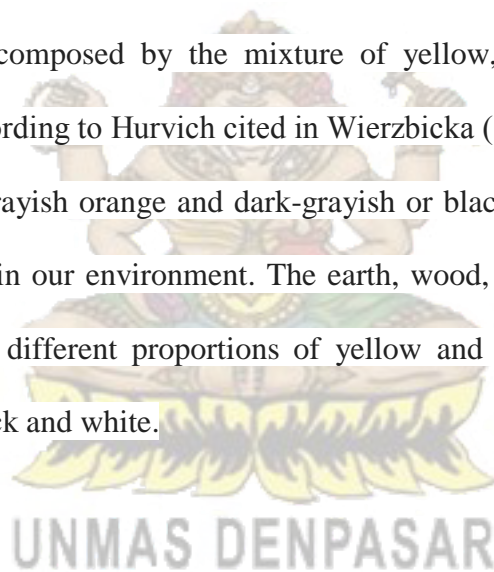 composed by the mixture of yellow,
ording to Hurvich cited in Wierzbicka (
rayish orange and dark-grayish or blac
in our environment. The earth, wood,
different proportions of yellow and
ck and white.
UNMAS DENPASAR